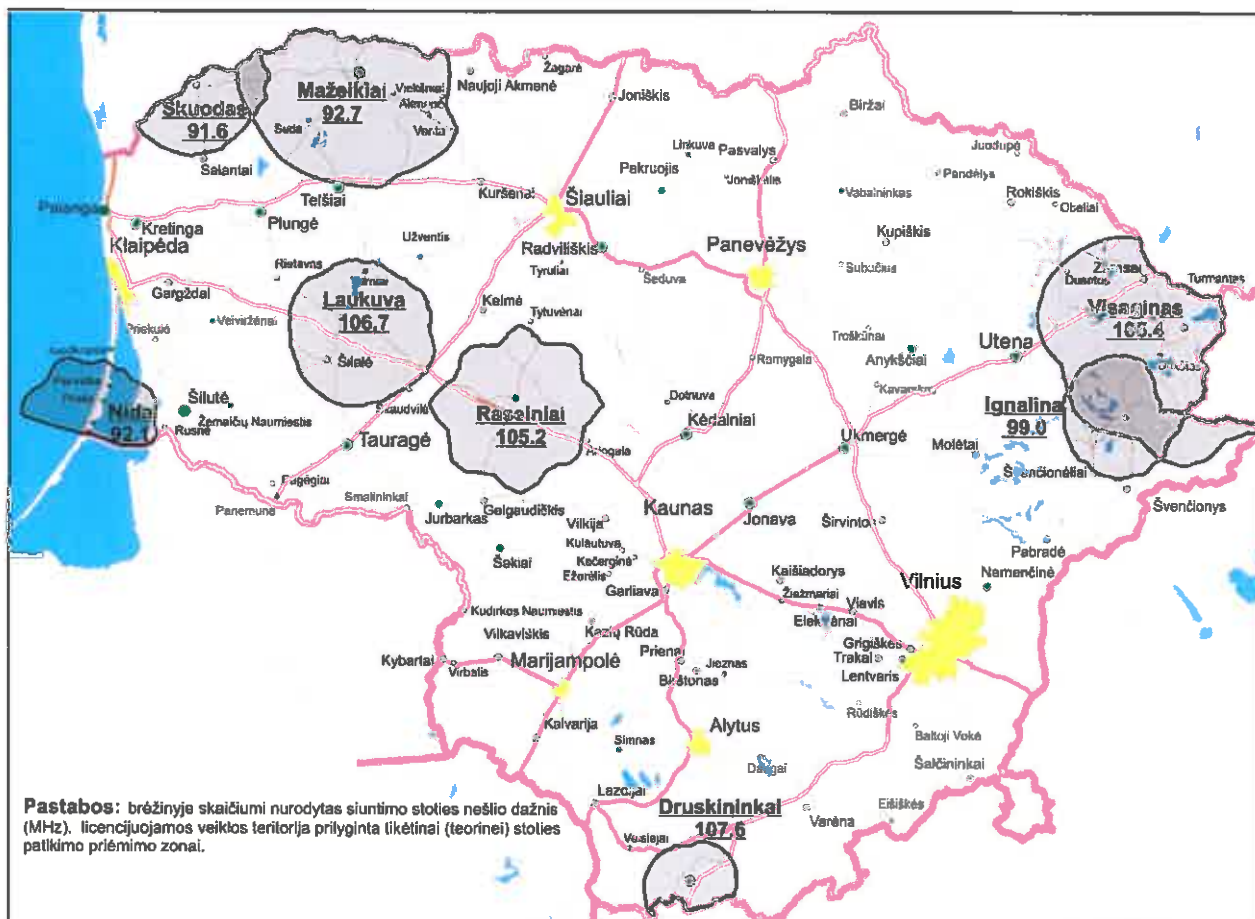 Žagarė
Naujoji Akmenė
Mažeikiai
92.7
Viekšniai
Akmenė
Venta
Seda
Skuodas
91.6
Salantai
Joniškis
Biržai
Linkuva
Pasvalys
Joniškėlis
Pakruojis
Juodupė
Pandėlys
Rokiškis
Obeliai
Vabalninkas
Telšiai
Kuršėnai
Šiauliai
Palanga
Kretinga
Plungė
Klaipėda
Užventis
Radviliškis
Panevėžys
Kupiškis
Rietavas
Tyruliai
Šeduva
Subačius
Dusetos
Zarasai
Turmantas
Gargždai
Laukuva
106.7
Kelmė
Tytuvėnai
Visaginas
Priekulė
Veiviržėnai
Troškūnai
Anykščiai
Utena
Šilalė
Ramygala
Kavarskas
Nida
92.1
Šilutė
Žemaičių Naumiestis
Rusnė
Skaudvilė
Raseiniai
105.2
Dotnuva
Kėdainiai
Ignalina
99.0
Tauragė
Ariogala
Ukmergė
Molėtai
Švenčionėliai
Pagėgiai
Panemunė
Smalininkai
Jurbarkas
Gelgaudiškis
Kaunas
Jonava
Širvintos
Švenčionys
Vilkija
Kulautuva
Šakiai
Kačerginė
Ežerėlis
Garliava
Kaišiadorys
Žiežmariai
Vievis
Elektrėnai
Vilnius
Pabradė
Nemenčinė
Kudirkos Naumiestis
Vilkaviškis
Kazlų Rūda
Grigiškės
Trakai
Lentvaris
Kybartai
Virbalis
Marijampolė
Prienai
Jieznas
Birštonas
Rūdiškės
Kalvarija
Simnas
Alytus
Baltoji Vokė
Šalčininkai
Daugai
Lazdijai
Druskininkai
107.6
Varėna
Eišiškės
Veisiejai
Pastabos: brėžinyje skaičiumi nurodytas siuntimo stoties nešlio dažnis
(MHz), licencijuojamos veiklos teritorija prilyginta tikėtinai (teorinei) stoties
patikimo priėmimo zonai.